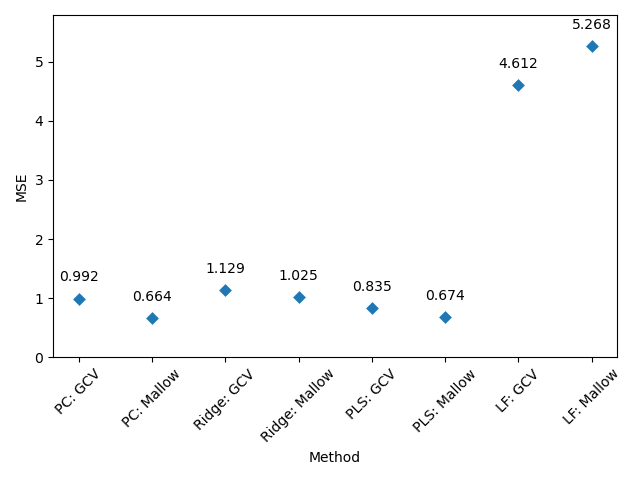 5.268
4.612
0.992
0.664
1.129
1.025
0.835
0.674
MSE
5
4
3
2
1
0
PC: GCV
PC: Mallow
Ridge: GCV
Ridge: Mallow
PLS: GCV
PLS: Mallow
LF: GCV
LF: Mallow
Method